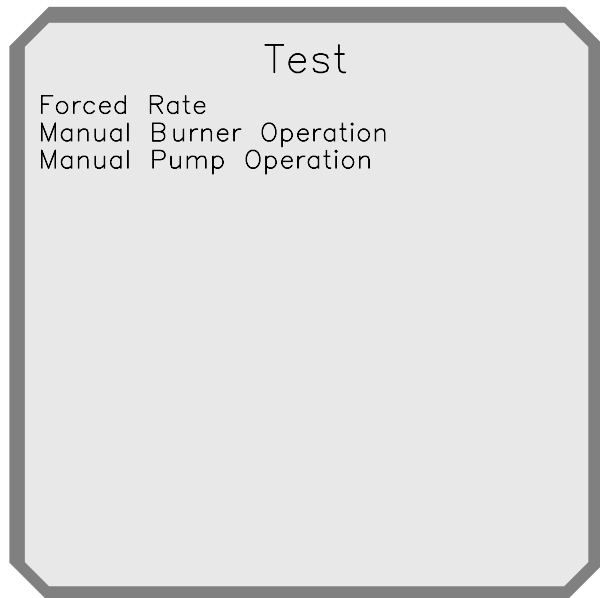 Test
Forced Rate
Manual Burner Operation
Manual Pump Operation